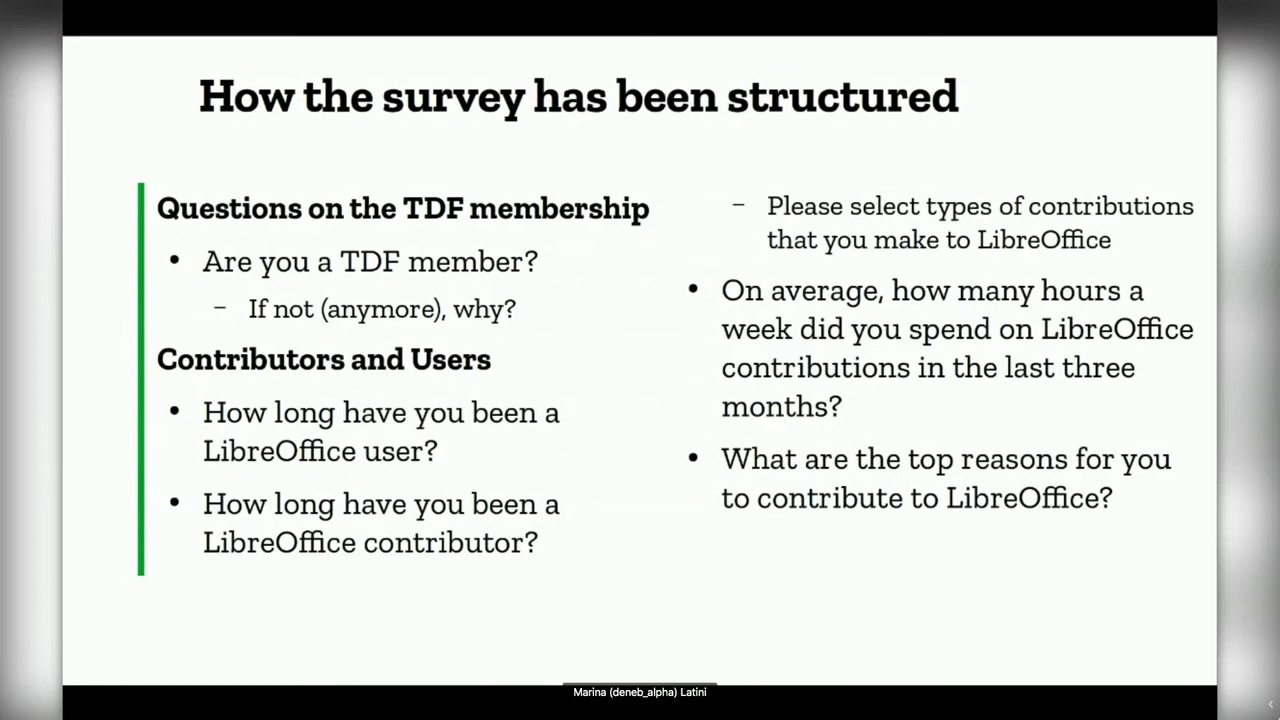 How the survey has been structured
Questions on the TDF membership
• Are you a TDF member?
– If not (anymore), why?
Contributors and Users
• How long have you been a
LibreOffice user?
• How long have you been a
LibreOffice contributor?
– Please select types of contributions
that you make to LibreOffice
• On average, how many hours a
week did you spend on LibreOffice
contributions in the last three
months?
• What are the top reasons for you
to contribute to LibreOffice?
Marina (deneb_alpha) Latini